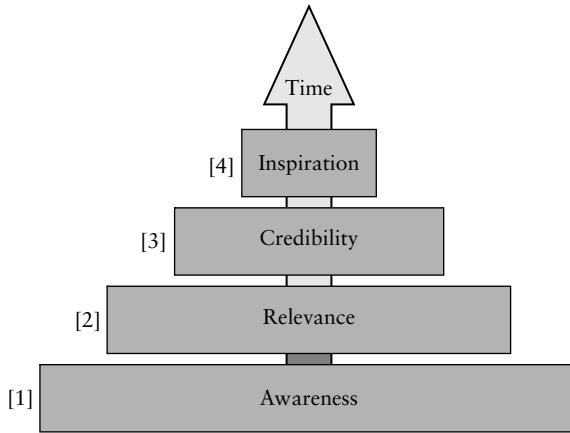 Time
[4] Inspiration
[3] Credibility
[2] Relevance
[1] Awareness